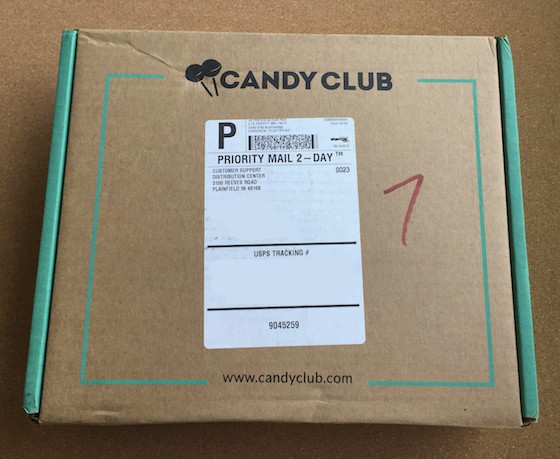 CANDY CLUB
P
PRIORITY MAIL 2-DAY™
CUSTOMER SUPPORT
0023
DISTRIBUTION CENTER
3100 REEVES ROAD
PLAINFIELD IN 46168
7
USPS TRACKING #
9045259
www.candyclub.com